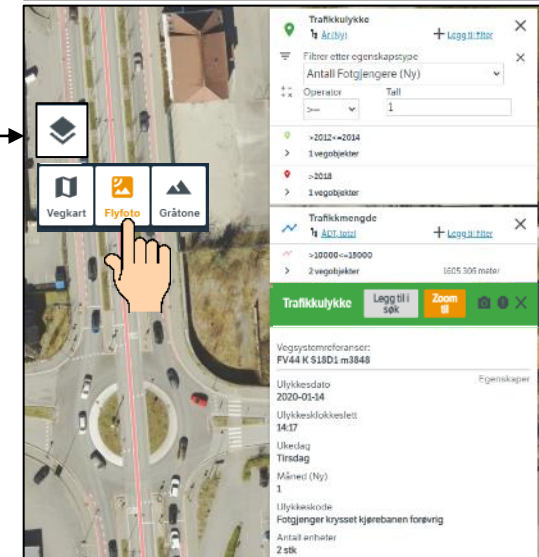 Trafikkulykke
År (Ny)
Legg til filter
Filtrer etter egenskapstype
Antall Fotgjengere (Ny)
Operator Tall
>= 1
>2012<=2014
1 vegobjekter
>2018
1 vegobjekter
Vegkart Flyfoto Gråtone
Trafikkmengde
ÅDT, total
Legg til filter
>10000<=15000
2 vegobjekter 1605.306 meter
Trafikkulykke
Legg til i søk
Zoom til
Vegsystemreferanser:
FV44 K S18D1 m3848
Egenskaper
Ulykkesdato
2020-01-14
Ulykkesklokkeslett
14:17
Ukedag
Tirsdag
Måned (Ny)
1
Ulykkeskode
Fotgjenger krysset kjørebanen forøvrig
Antall enheter
2 stk